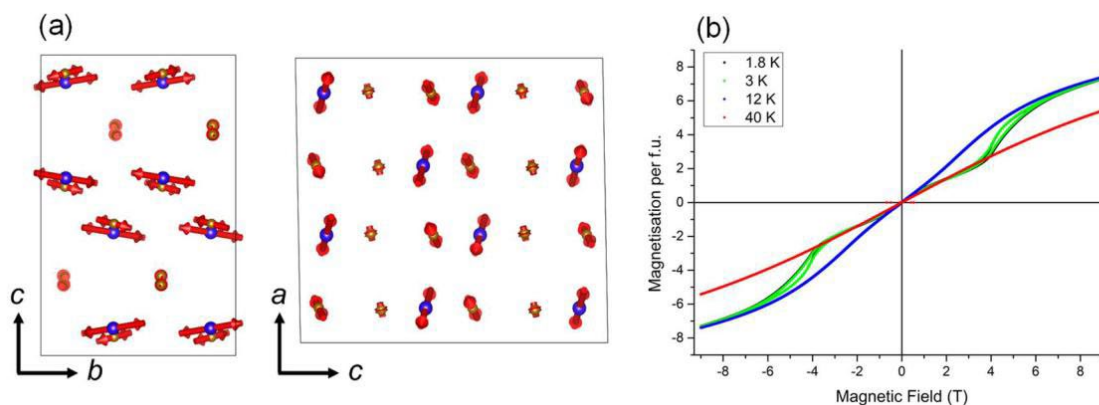 (a)
c
b
a
c
(b)
Magnetisation per f.u.
8
6
4
2
0
-2
-4
-6
-8
1.8 K
3 K
12 K
40 K
-8 -6 -4 -2 0 2 4 6 8
Magnetic Field (T)